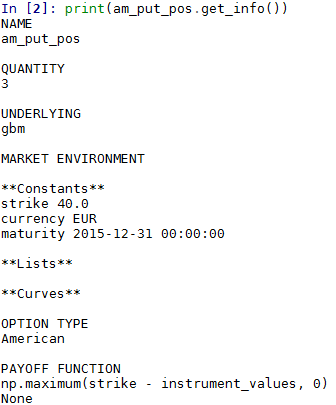 In [2]: print(am_put_pos.get_info())
NAME
am_put_pos
QUANTITY
3
UNDERLYING
gbm
MARKET ENVIRONMENT
**Constants**
strike 40.0
currency EUR
maturity 2015-12-31 00:00:00
**Lists**
**Curves**
OPTION TYPE
American
PAYOFF FUNCTION
np.maximum(strike - instrument_values, 0)
None